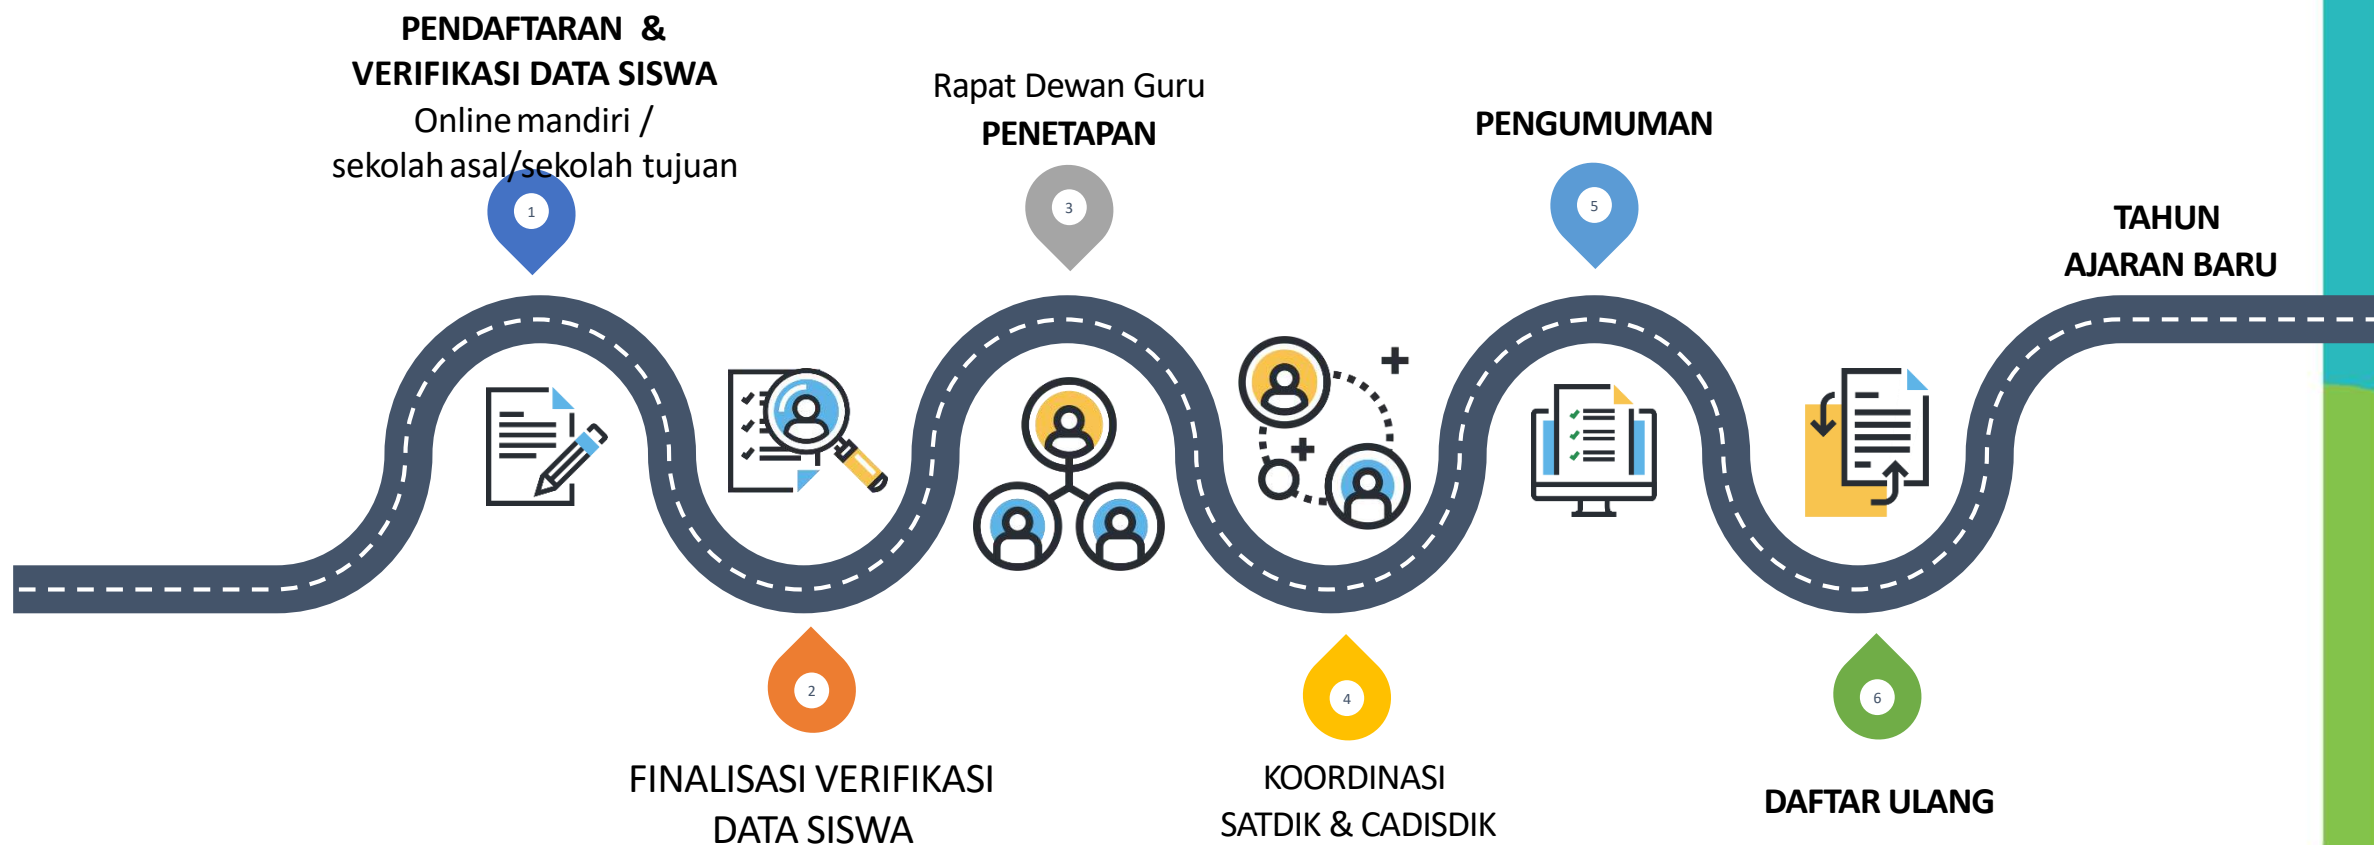 PENDAFTARAN &
VERIFIKASI DATA SISWA
Online mandiri /
sekolah asal/sekolah tujuan
1
FINALISASI VERIFIKASI
DATA SISWA
2
Rapat Dewan Guru
PENETAPAN
3
KOORDINASI
SATDIK & CADISDIK
4
PENGUMUMAN
5
DAFTAR ULANG
6
TAHUN
AJARAN BARU